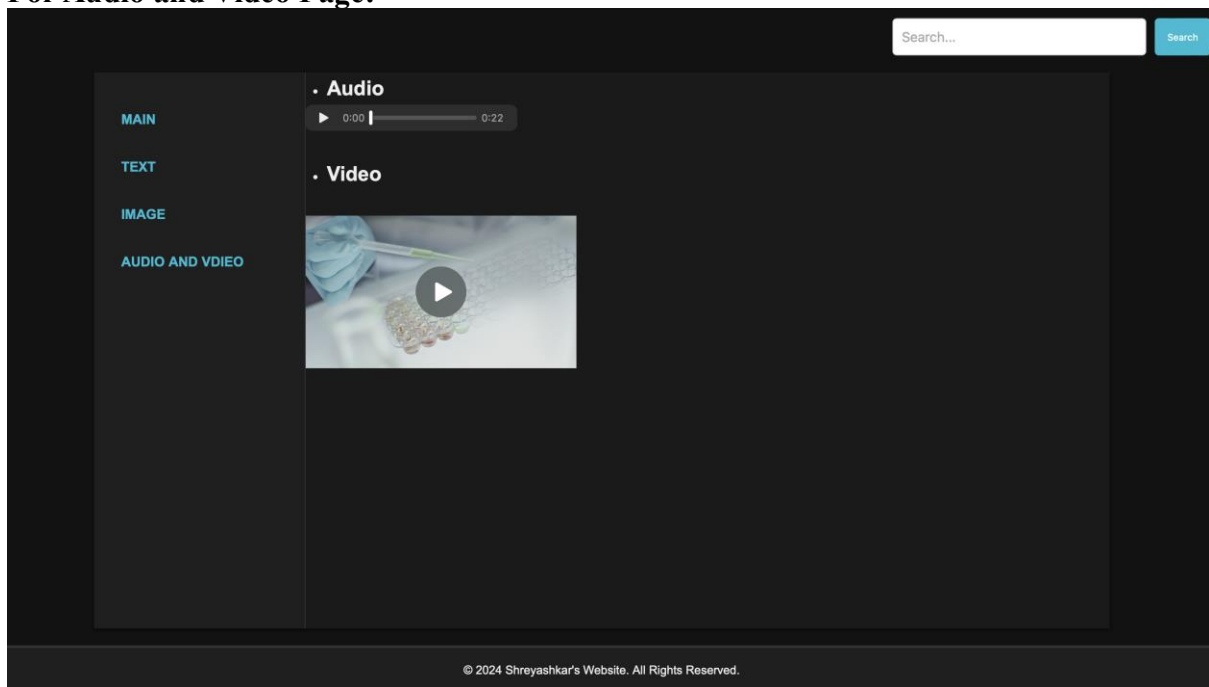 For Audio and Video Page:
Search...
Search
• Audio
0:00 0:22
MAIN
TEXT
• Video
IMAGE
AUDIO AND VDIEO
© 2024 Shreyashkar's Website. All Rights Reserved.